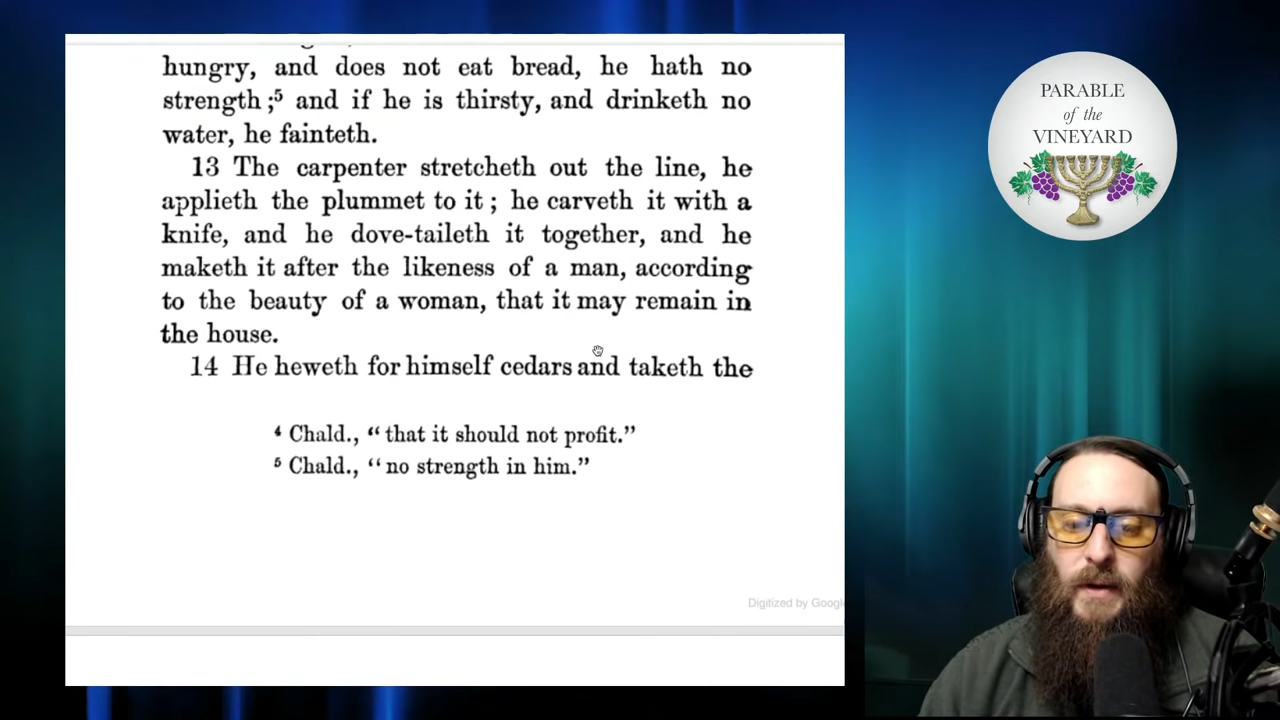 hungry, and does not eat bread, he hath no
strength ;⁵ and if he is thirsty, and drinketh no
water, he fainteth.
13 The carpenter stretcheth out the line, he
applieth the plummet to it ; he carveth it with a
knife, and he dove-taileth it together, and he
maketh it after the likeness of a man, according
to the beauty of a woman, that it may remain in
the house.
14 He heweth for himself cedars and taketh the
⁴ Chald., “ that it should not profit.”
⁵ Chald., “ no strength in him.”
Digitized by Google
PARABLE
of the
VINEYARD